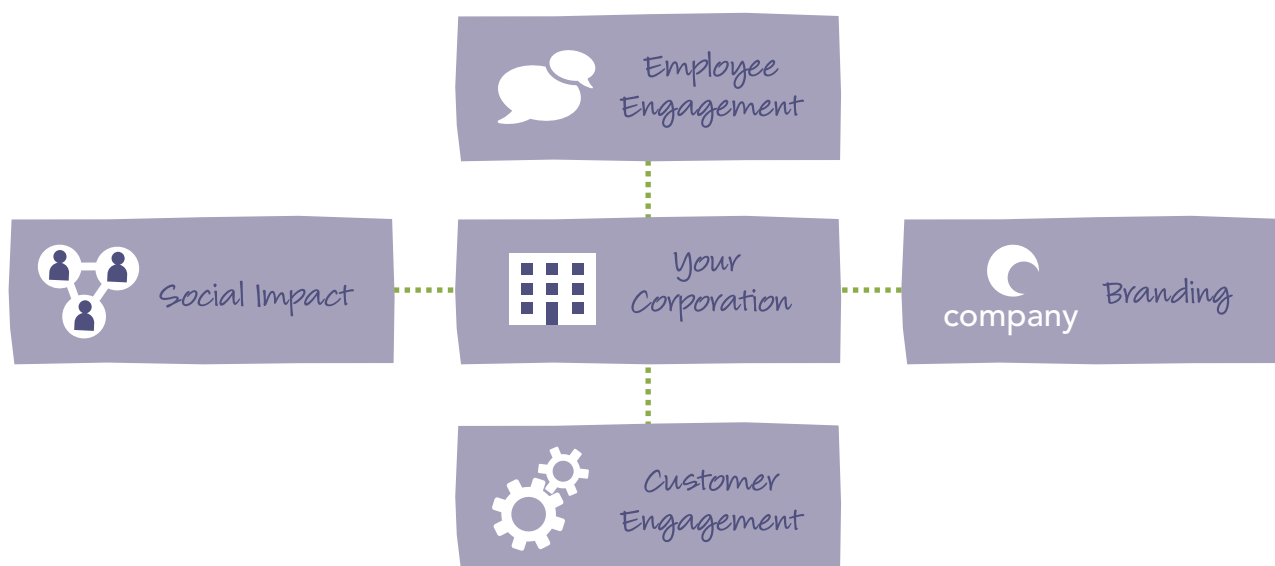 Employee
Engagement
Social Impact
Your
Corporation
company
Branding
Customer
Engagement